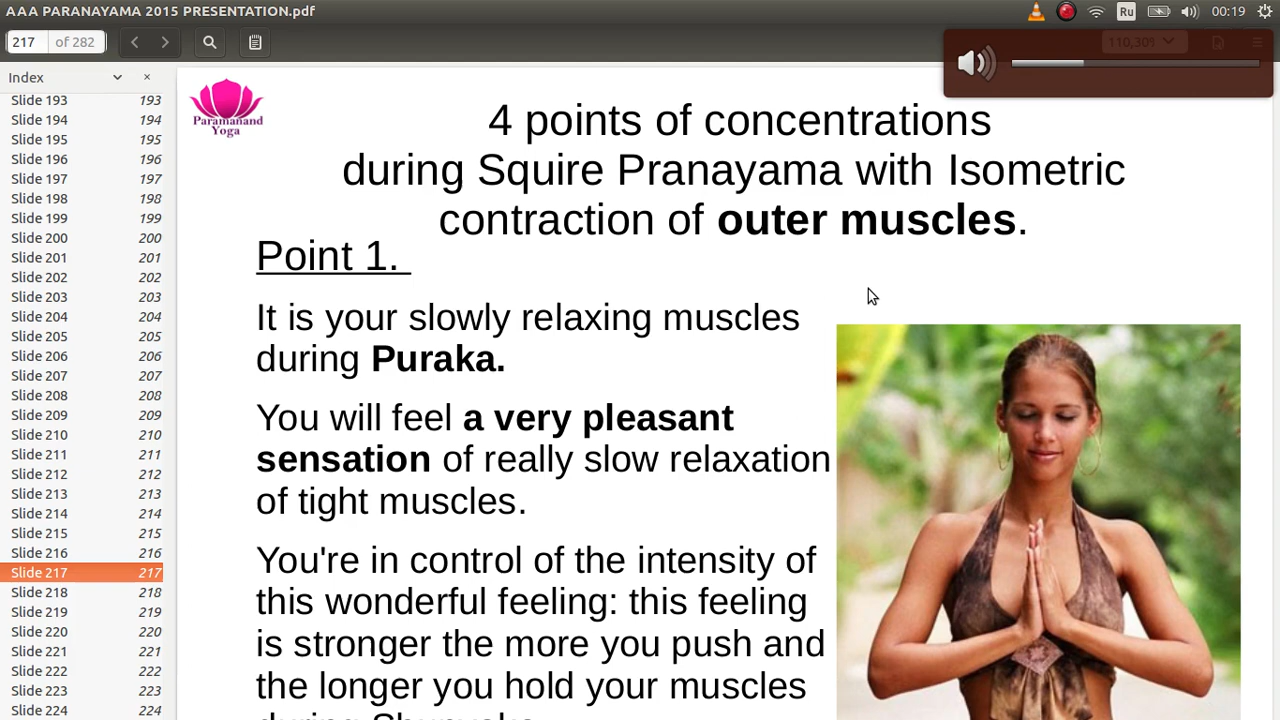 AAA PARANAYAMA 2015 PRESENTATION.pdf
Ru
00:19
217 of 282
110,30%
Index
Slide 193 193
Slide 194 194
Slide 195 195
Slide 196 196
Slide 197 197
Slide 198 198
Slide 199 199
Slide 200 200
Slide 201 201
Slide 202 202
Slide 203 203
Slide 204 204
Slide 205 205
Slide 206 206
Slide 207 207
Slide 208 208
Slide 209 209
Slide 210 210
Slide 211 211
Slide 212 212
Slide 213 213
Slide 214 214
Slide 215 215
Slide 216 216
Slide 217 217
Slide 218 218
Slide 219 219
Slide 220 220
Slide 221 221
Slide 222 222
Slide 223 223
Slide 224 224
Paramanand
Yoga
4 points of concentrations
during Squire Pranayama with Isometric
contraction of outer muscles.
Point 1.
It is your slowly relaxing muscles
during Puraka.
You will feel a very pleasant
sensation of really slow relaxation
of tight muscles.
You're in control of the intensity of
this wonderful feeling: this feeling
is stronger the more you push and
the longer you hold your muscles
during